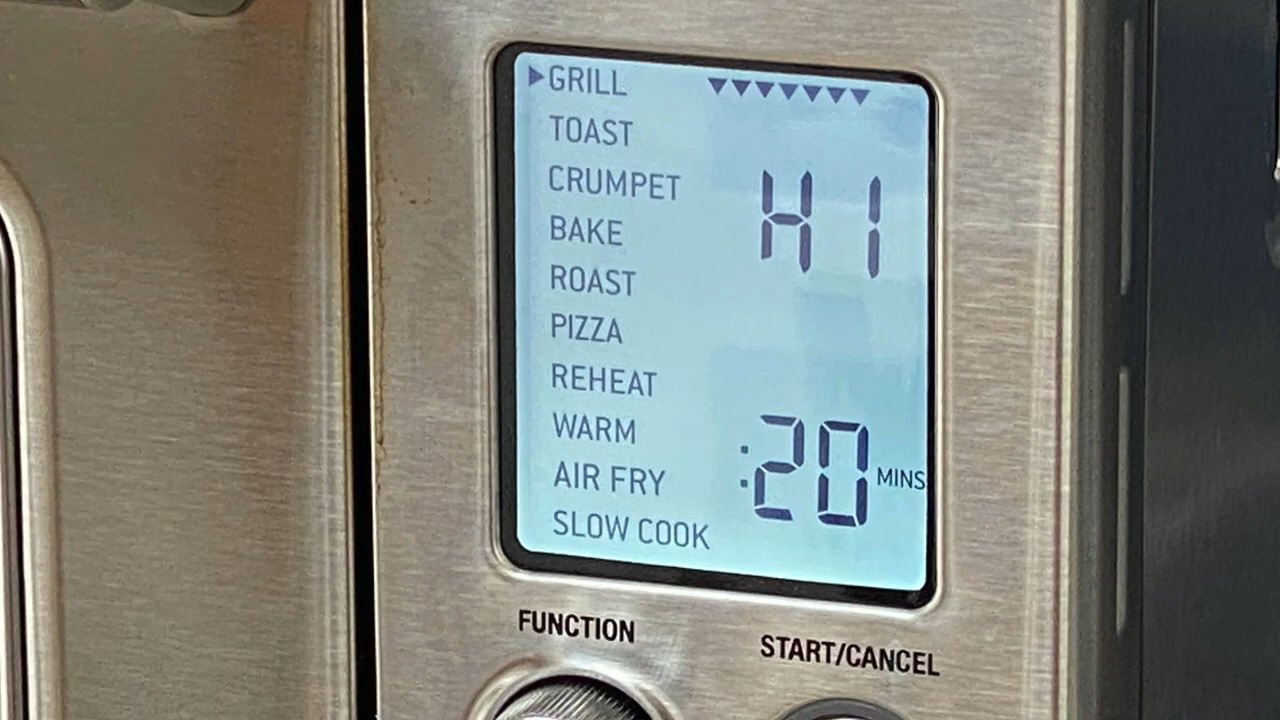 GRILL
TOAST
CRUMPET
BAKE
ROAST
PIZZA
REHEAT
WARM
AIR FRY
SLOW COOK
HI
:20 MINS
FUNCTION
START/CANCEL